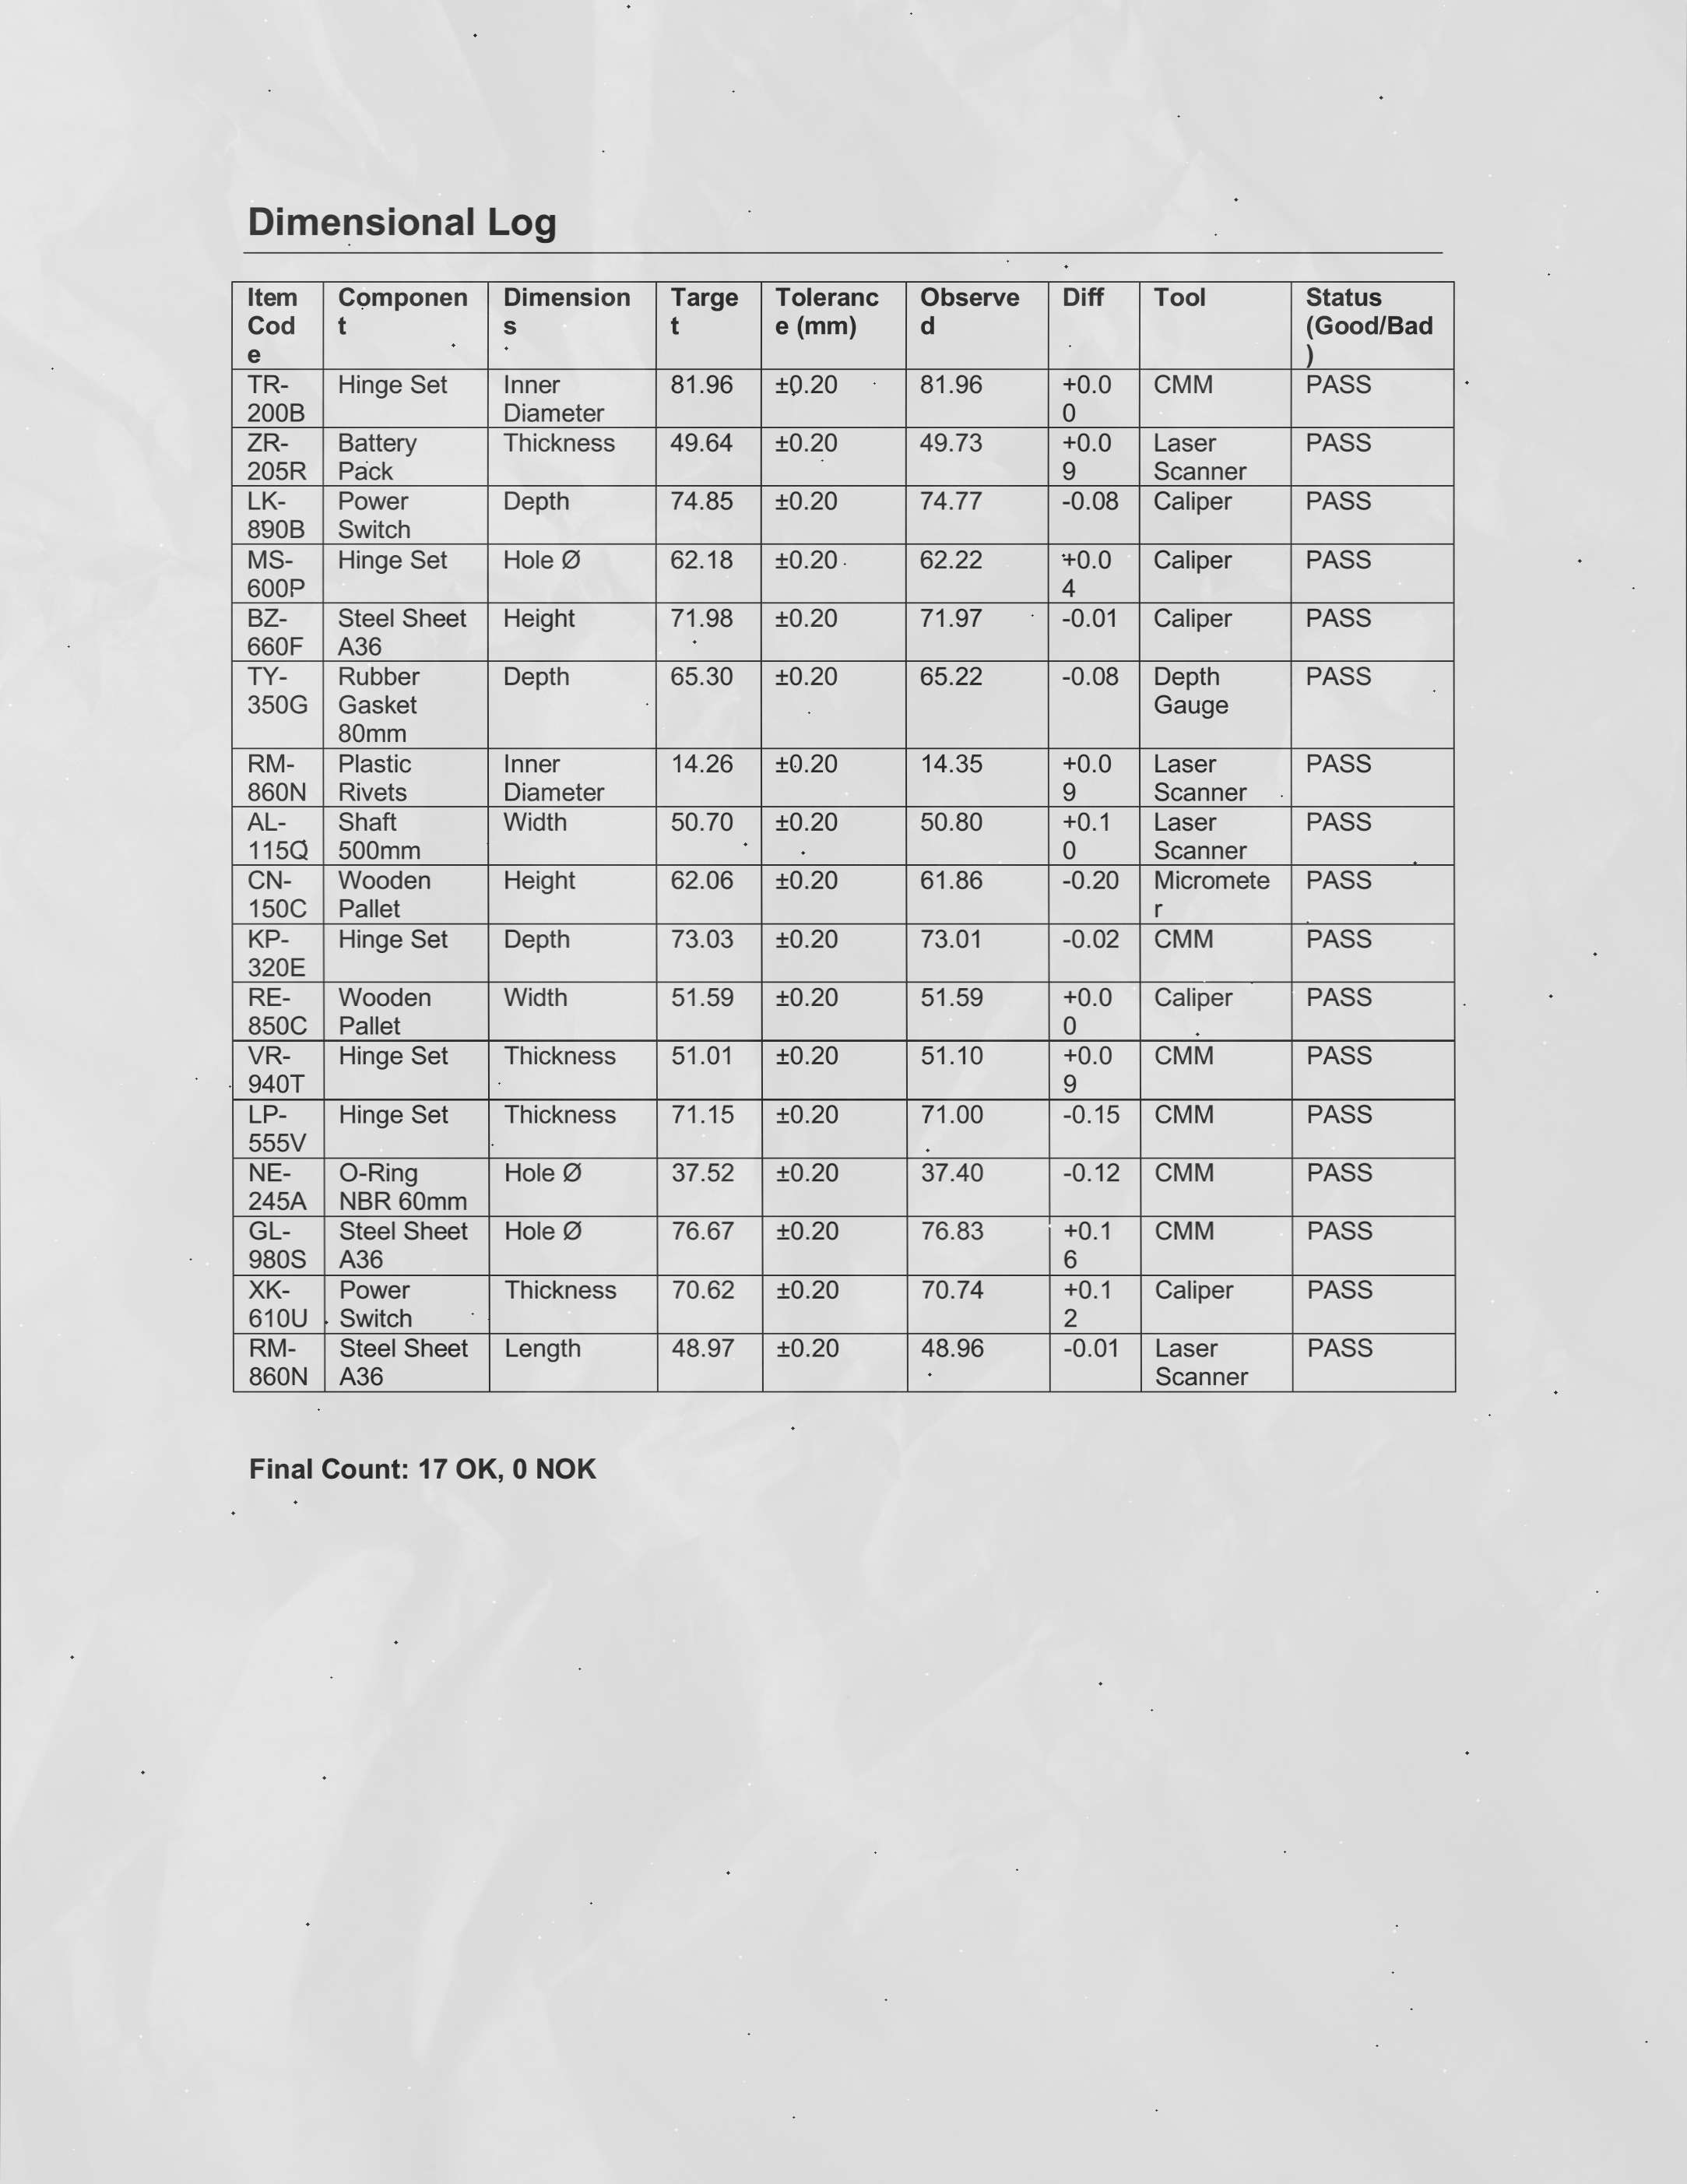 Dimensional Log
Item Code Component Dimensions Target Tolerance (mm) Observed Diff Tool Status (Good/Bad)
TR-200B Hinge Set Inner Diameter 81.96 ±0.20 81.96 +0.00 CMM PASS
ZR-205R Battery Pack Thickness 49.64 ±0.20 49.73 +0.09 Laser Scanner PASS
LK-890B Power Switch Depth 74.85 ±0.20 74.77 -0.08 Caliper PASS
MS-600P Hinge Set Hole Ø 62.18 ±0.20 62.22 +0.04 Caliper PASS
BZ-660F Steel Sheet A36 Height 71.98 ±0.20 71.97 -0.01 Caliper PASS
TY-350G Rubber Gasket 80mm Depth 65.30 ±0.20 65.22 -0.08 Depth Gauge PASS
RM-860N Plastic Rivets Inner Diameter 14.26 ±0.20 14.35 +0.09 Laser Scanner PASS
AL-115Q Shaft 500mm Width 50.70 ±0.20 50.80 +0.10 Laser Scanner PASS
CN-150C Wooden Pallet Height 62.06 ±0.20 61.86 -0.20 Micrometer PASS
KP-320E Hinge Set Depth 73.03 ±0.20 73.01 -0.02 CMM PASS
RE-850C Wooden Pallet Width 51.59 ±0.20 51.59 +0.00 Caliper PASS
VR-940T Hinge Set Thickness 51.01 ±0.20 51.10 +0.09 CMM PASS
LP-555V Hinge Set Thickness 71.15 ±0.20 71.00 -0.15 CMM PASS
NE-245A O-Ring NBR 60mm Hole Ø 37.52 ±0.20 37.40 -0.12 CMM PASS
GL-980S Steel Sheet A36 Hole Ø 76.67 ±0.20 76.83 +0.16 CMM PASS
XK-610U Power Switch Thickness 70.62 ±0.20 70.74 +0.12 Caliper PASS
RM-860N Steel Sheet A36 Length 48.97 ±0.20 48.96 -0.01 Laser Scanner PASS
Final Count: 17 OK, 0 NOK